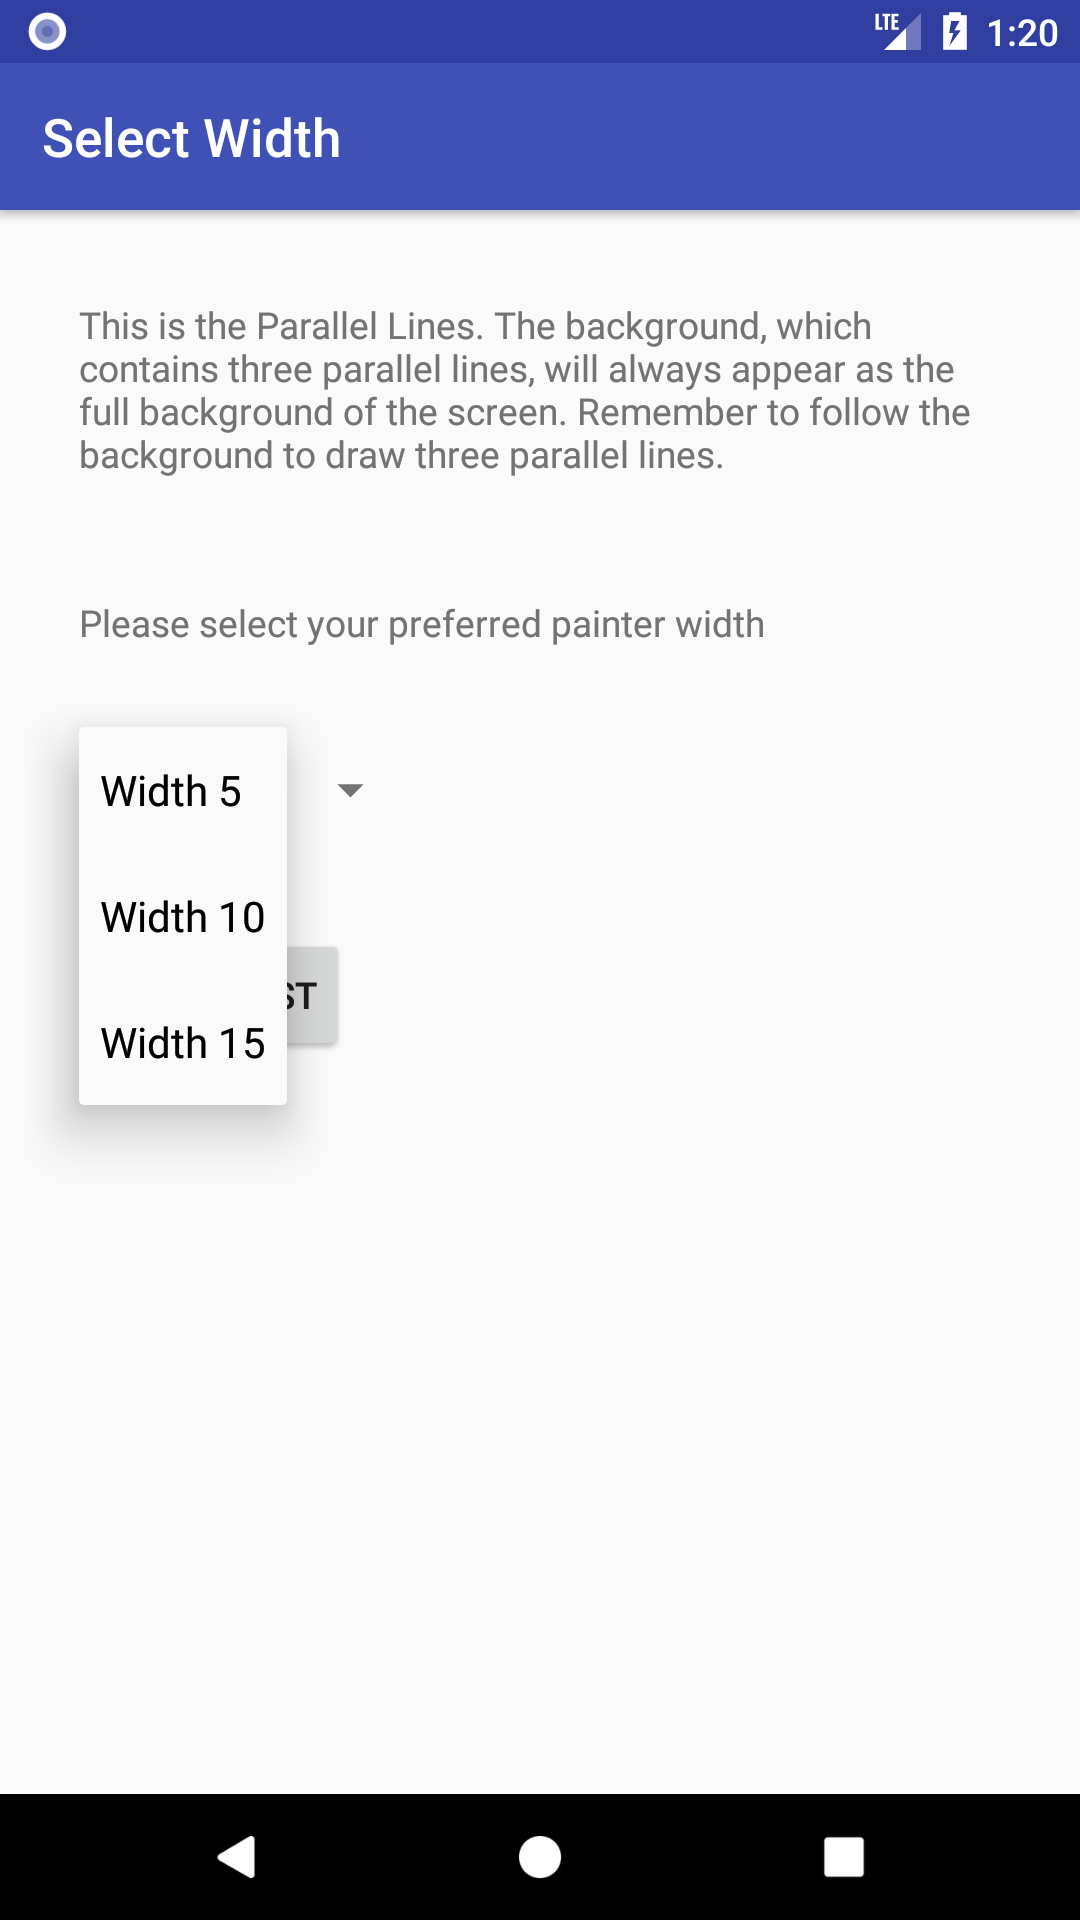 LTE 1:20
Select Width
This is the Parallel Lines. The background, which
contains three parallel lines, will always appear as the
full background of the screen. Remember to follow the
background to draw three parallel lines.
Please select your preferred painter width
Width 5
Width 10
Width 15